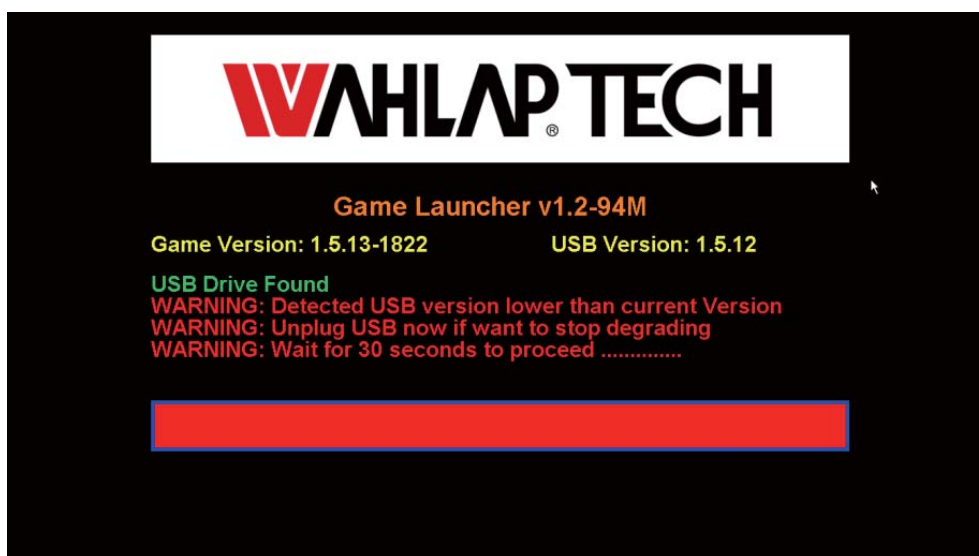 WAHLAP TECH
®
Game Launcher v1.2-94M
Game Version: 1.5.13-1822 USB Version: 1.5.12
USB Drive Found
WARNING: Detected USB version lower than current Version
WARNING: Unplug USB now if want to stop degrading
WARNING: Wait for 30 seconds to proceed ..............